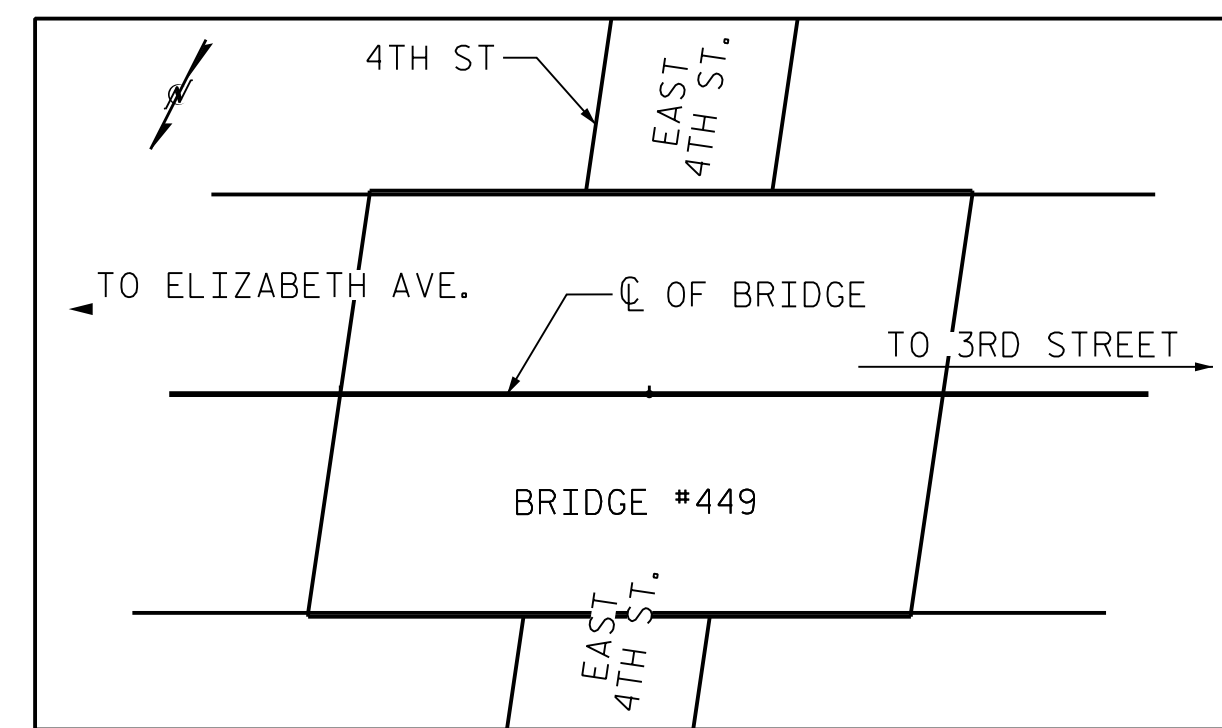 4TH ST
EAST
4TH ST.
N
TO ELIZABETH AVE.
℄ OF BRIDGE
TO 3RD STREET
BRIDGE #449
EAST
4TH ST.